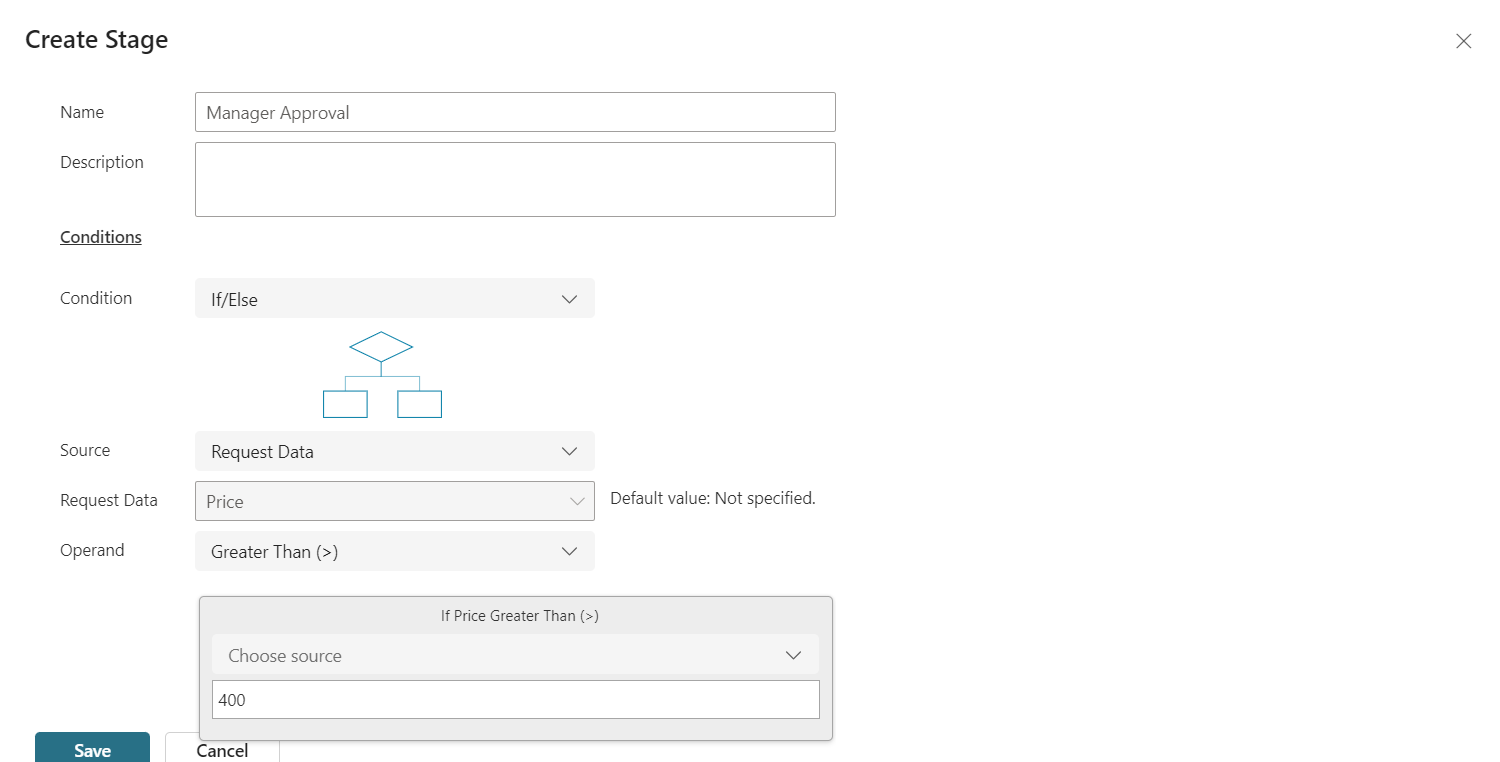 Create Stage
Name
Manager Approval
Description
Conditions
Condition
If/Else
Source
Request Data
Request Data
Price
Default value: Not specified.
Operand
Greater Than (>)
If Price Greater Than (>)
Choose source
400
Save
Cancel